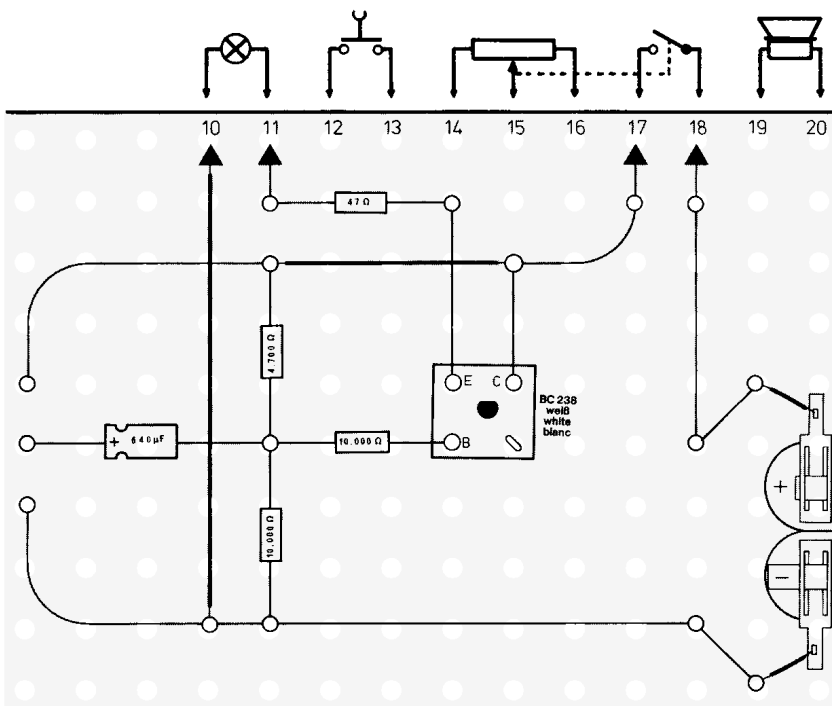 10 11 12 13 14 15 16 17 18 19 20
47 Ω
4.700 Ω
E C
BC 238
weiß
white
blanc
+ 640µF
10.000 Ω
B
+
10.000 Ω
−